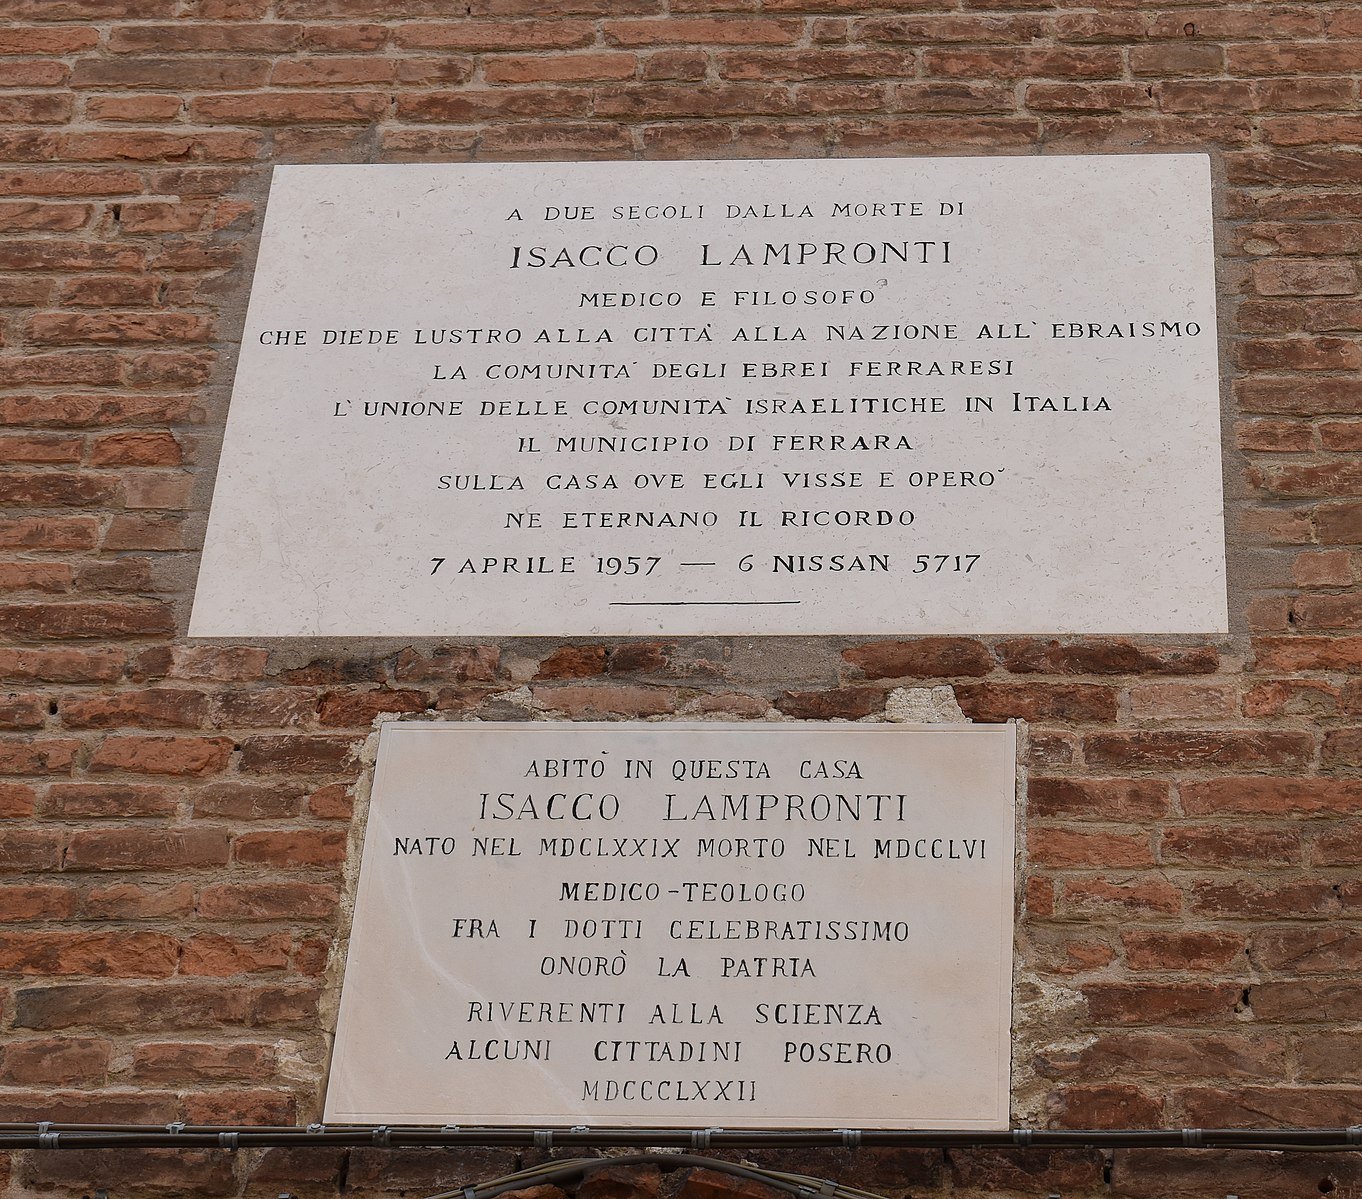 A DUE SECOLI DALLA MORTE DI
ISACCO LAMPRONTI
MEDICO E FILOSOFO
CHE DIEDE LUSTRO ALLA CITTÀ ALLA NAZIONE ALL' EBRAISMO
LA COMUNITA' DEGLI EBREI FERRARESI
L' UNIONE DELLE COMUNITA' ISRAELITICHE IN ITALIA
IL MUNICIPIO DI FERRARA
SULLA CASA OVE EGLI VISSE E OPERO'
NE ETERNANO IL RICORDO
7 APRILE 1957 — 6 NISSAN 5717
ABITÒ IN QUESTA CASA
ISACCO LAMPRONTI
NATO NEL MDCLXXIX MORTO NEL MDCCLVI
MEDICO-TEOLOGO
FRA I DOTTI CELEBRATISSIMO
ONORÒ LA PATRIA
RIVERENTI ALLA SCIENZA
ALCUNI CITTADINI POSERO
MDCCCLXXII